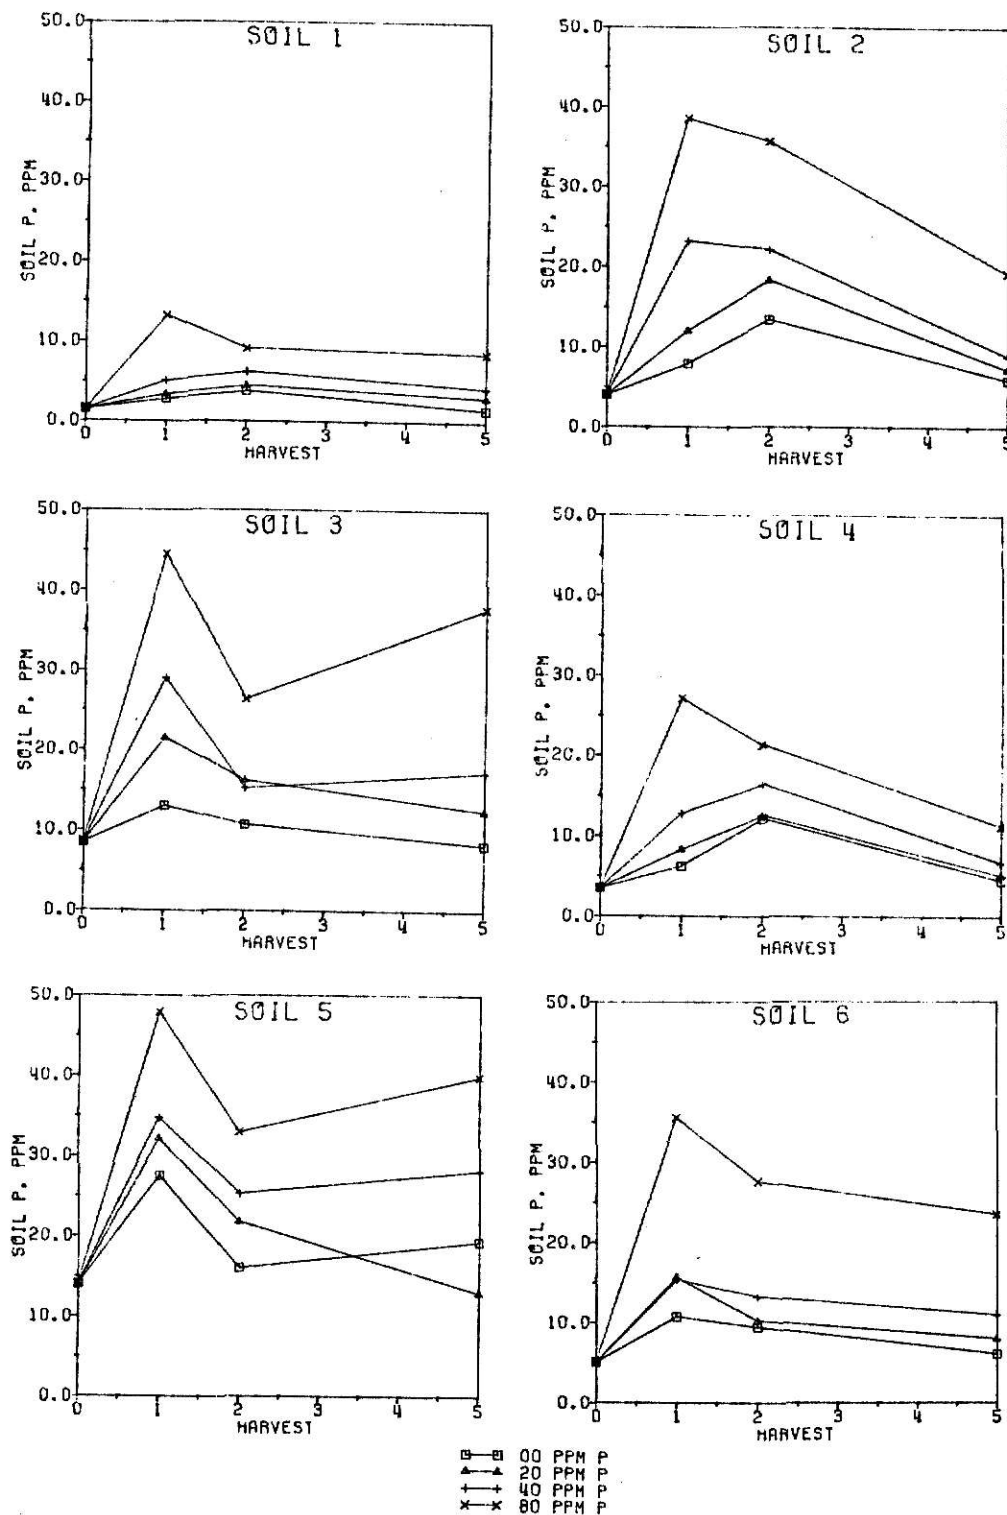 SOIL 1
50.0
40.0
30.0
20.0
10.0
0.0
SOIL P, PPM
0 1 2 3 4 5
HARVEST
SOIL 2
50.0
40.0
30.0
20.0
10.0
0.0
SOIL P, PPM
0 1 2 3 4 5
HARVEST
SOIL 3
50.0
40.0
30.0
20.0
10.0
0.0
SOIL P, PPM
0 1 2 3 4 5
HARVEST
SOIL 4
50.0
40.0
30.0
20.0
10.0
0.0
SOIL P, PPM
0 1 2 3 4 5
HARVEST
SOIL 5
50.0
40.0
30.0
20.0
10.0
0.0
SOIL P, PPM
0 1 2 3 4 5
HARVEST
SOIL 6
50.0
40.0
30.0
20.0
10.0
0.0
SOIL P, PPM
0 1 2 3 4 5
HARVEST
00 PPM P
20 PPM P
40 PPM P
80 PPM P